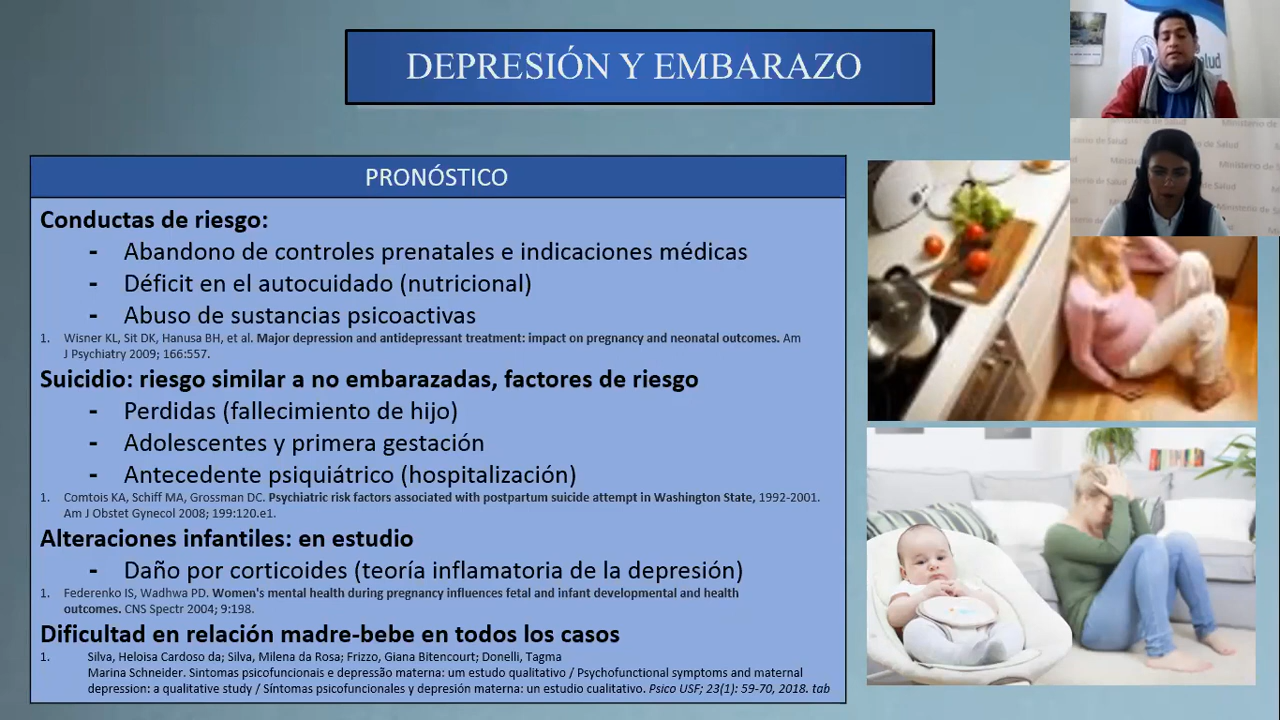 DEPRESIÓN Y EMBARAZO
PRONÓSTICO
Conductas de riesgo:
- Abandono de controles prenatales e indicaciones médicas
- Déficit en el autocuidado (nutricional)
- Abuso de sustancias psicoactivas
1. Wisner KL, Sit DK, Hanusa BH, et al. Major depression and antidepressant treatment: impact on pregnancy and neonatal outcomes. Am
J Psychiatry 2009; 166:557.
Suicidio: riesgo similar a no embarazadas, factores de riesgo
- Perdidas (fallecimiento de hijo)
- Adolescentes y primera gestación
- Antecedente psiquiátrico (hospitalización)
1. Comtois KA, Schiff MA, Grossman DC. Psychiatric risk factors associated with postpartum suicide attempt in Washington State, 1992-2001.
Am J Obstet Gynecol 2008; 199:120.e1.
Alteraciones infantiles: en estudio
- Daño por corticoides (teoría inflamatoria de la depresión)
1. Federenko IS, Wadhwa PD. Women's mental health during pregnancy influences fetal and infant developmental and health
outcomes. CNS Spectr 2004; 9:198.
Dificultad en relación madre-bebe en todos los casos
1. Silva, Heloisa Cardoso da; Silva, Milena da Rosa; Frizzo, Giana Bitencourt; Donelli, Tagma
Marina Schneider. Sintomas psicofuncionais e depressão materna: um estudo qualitativo / Psychofunctional symptoms and maternal
depression: a qualitative study / Síntomas psicofuncionales y depresión materna: un estudio cualitativo. Psico USF; 23(1): 59-70, 2018. tab
Ministerio de Salud